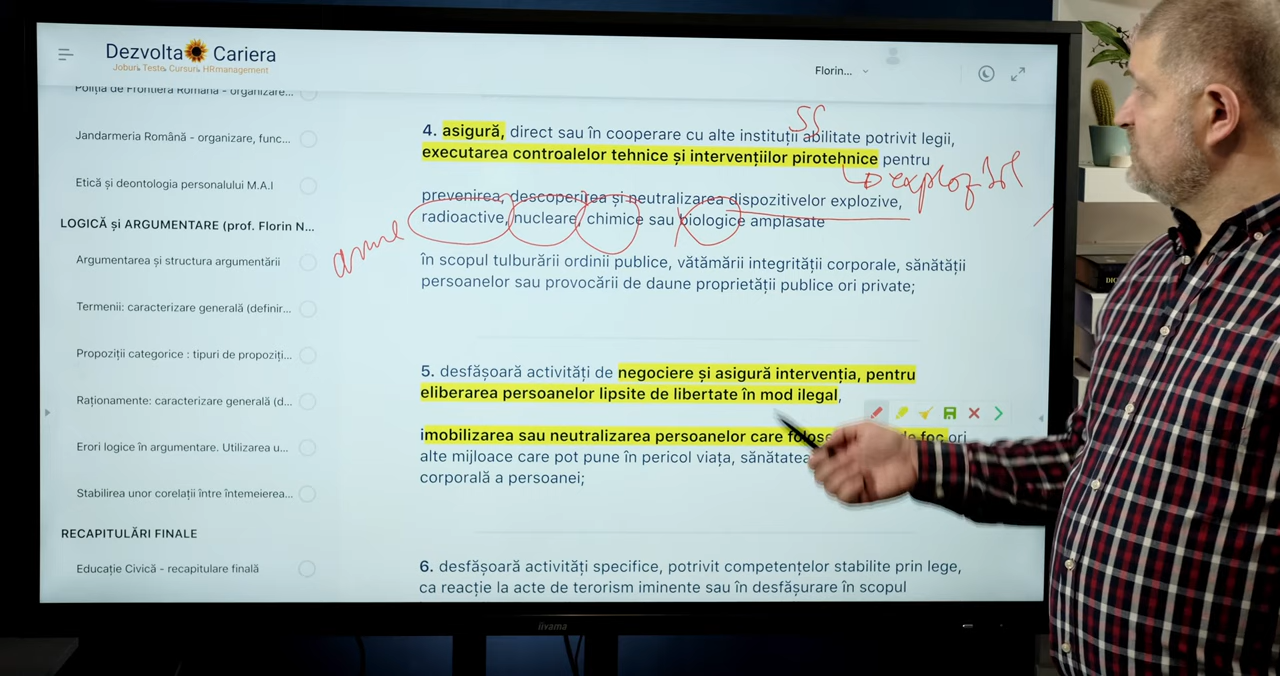 Dezvolta Cariera
Joburi. Teste. Cursuri. HRmanagement
Florin...
Poliția de Frontieră Română - organizare...
Jandarmeria Română - organizare, func...
Etică și deontologia personalului M.A.I
LOGICĂ și ARGUMENTARE (prof. Florin N...
Argumentarea și structura argumentării
Termenii: caracterizare generală (definir...
Propoziții categorice : tipuri de propoziți...
Raționamente: caracterizare generală (d...
Erori logice în argumentare. Utilizarea u...
Stabilirea unor corelații între întemeierea...
RECAPITULĂRI FINALE
Educație Civică - recapitulare finală
4. asigură, direct sau în cooperare cu alte instituții abilitate potrivit legii,
executarea controalelor tehnice și intervențiilor pirotehnice pentru
prevenirea, descoperirea și neutralizarea dispozitivelor explozive,
radioactive, nucleare, chimice sau biologice amplasate
în scopul tulburării ordinii publice, vătămării integrității corporale, sănătății
persoanelor sau provocării de daune proprietății publice ori private;
5. desfășoară activități de negociere și asigură intervenția, pentru
eliberarea persoanelor lipsite de libertate în mod ilegal,
imobilizarea sau neutralizarea persoanelor care foc ori
alte mijloace care pot pune în pericol viața, sănătatea
corporală a persoanei;
6. desfășoară activități specifice, potrivit competențelor stabilite prin lege,
ca reacție la acte de terorism iminente sau în desfășurare în scopul
iiyama